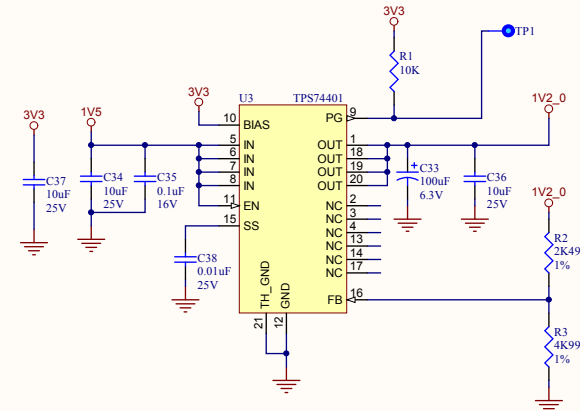 3V3
TP1
R1
10K
3V3
U3
TPS74401
1V2_0
3V3
1V5
10
BIAS
PG
9
5
IN
OUT
1
6
IN
OUT
18
7
IN
OUT
19
8
IN
OUT
20
11
EN
NC
2
15
SS
NC
3
NC
4
NC
13
NC
14
NC
17
FB
16
TH_GND
GND
21
12
C37
10uF
25V
C34
10uF
25V
C35
0.1uF
16V
C38
0.01uF
25V
+
C33
100uF
6.3V
C36
10uF
25V
1V2_0
R2
2K49
1%
R3
4K99
1%